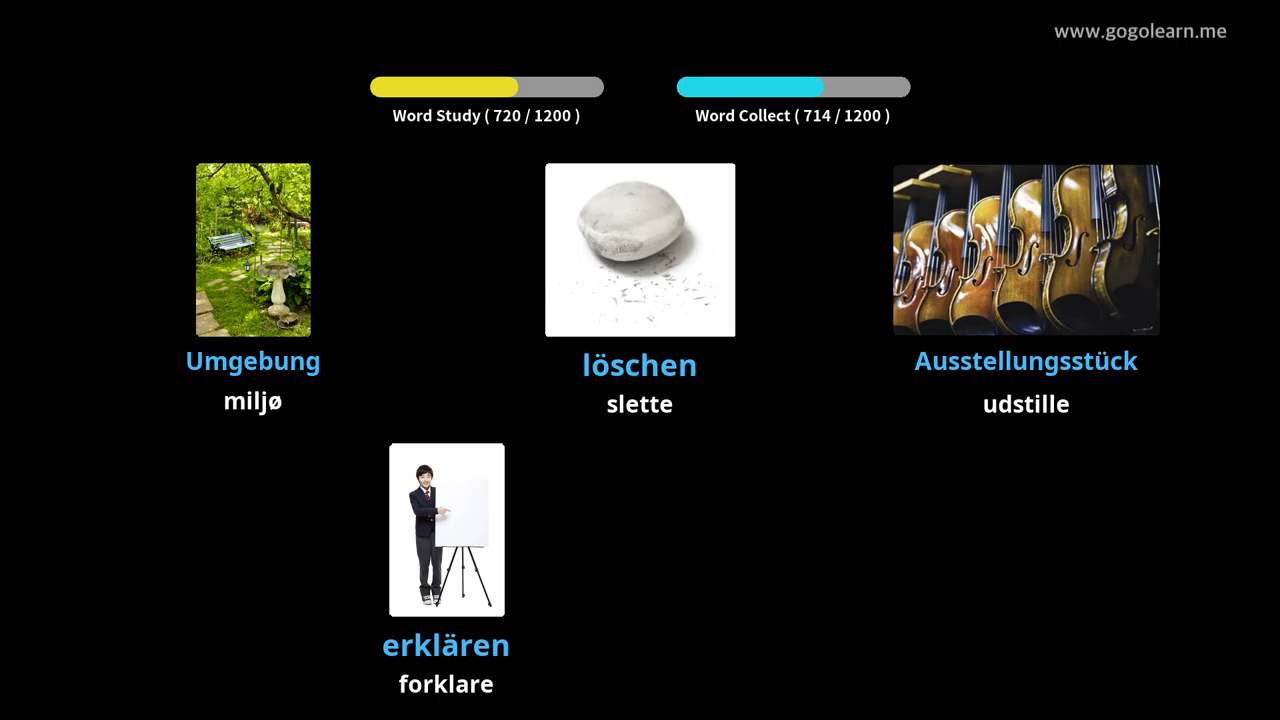 www.gogolearn.me
Word Study ( 720 / 1200 )
Word Collect ( 714 / 1200 )
Umgebung
miljø
löschen
slette
Ausstellungsstück
udstille
erklären
forklare